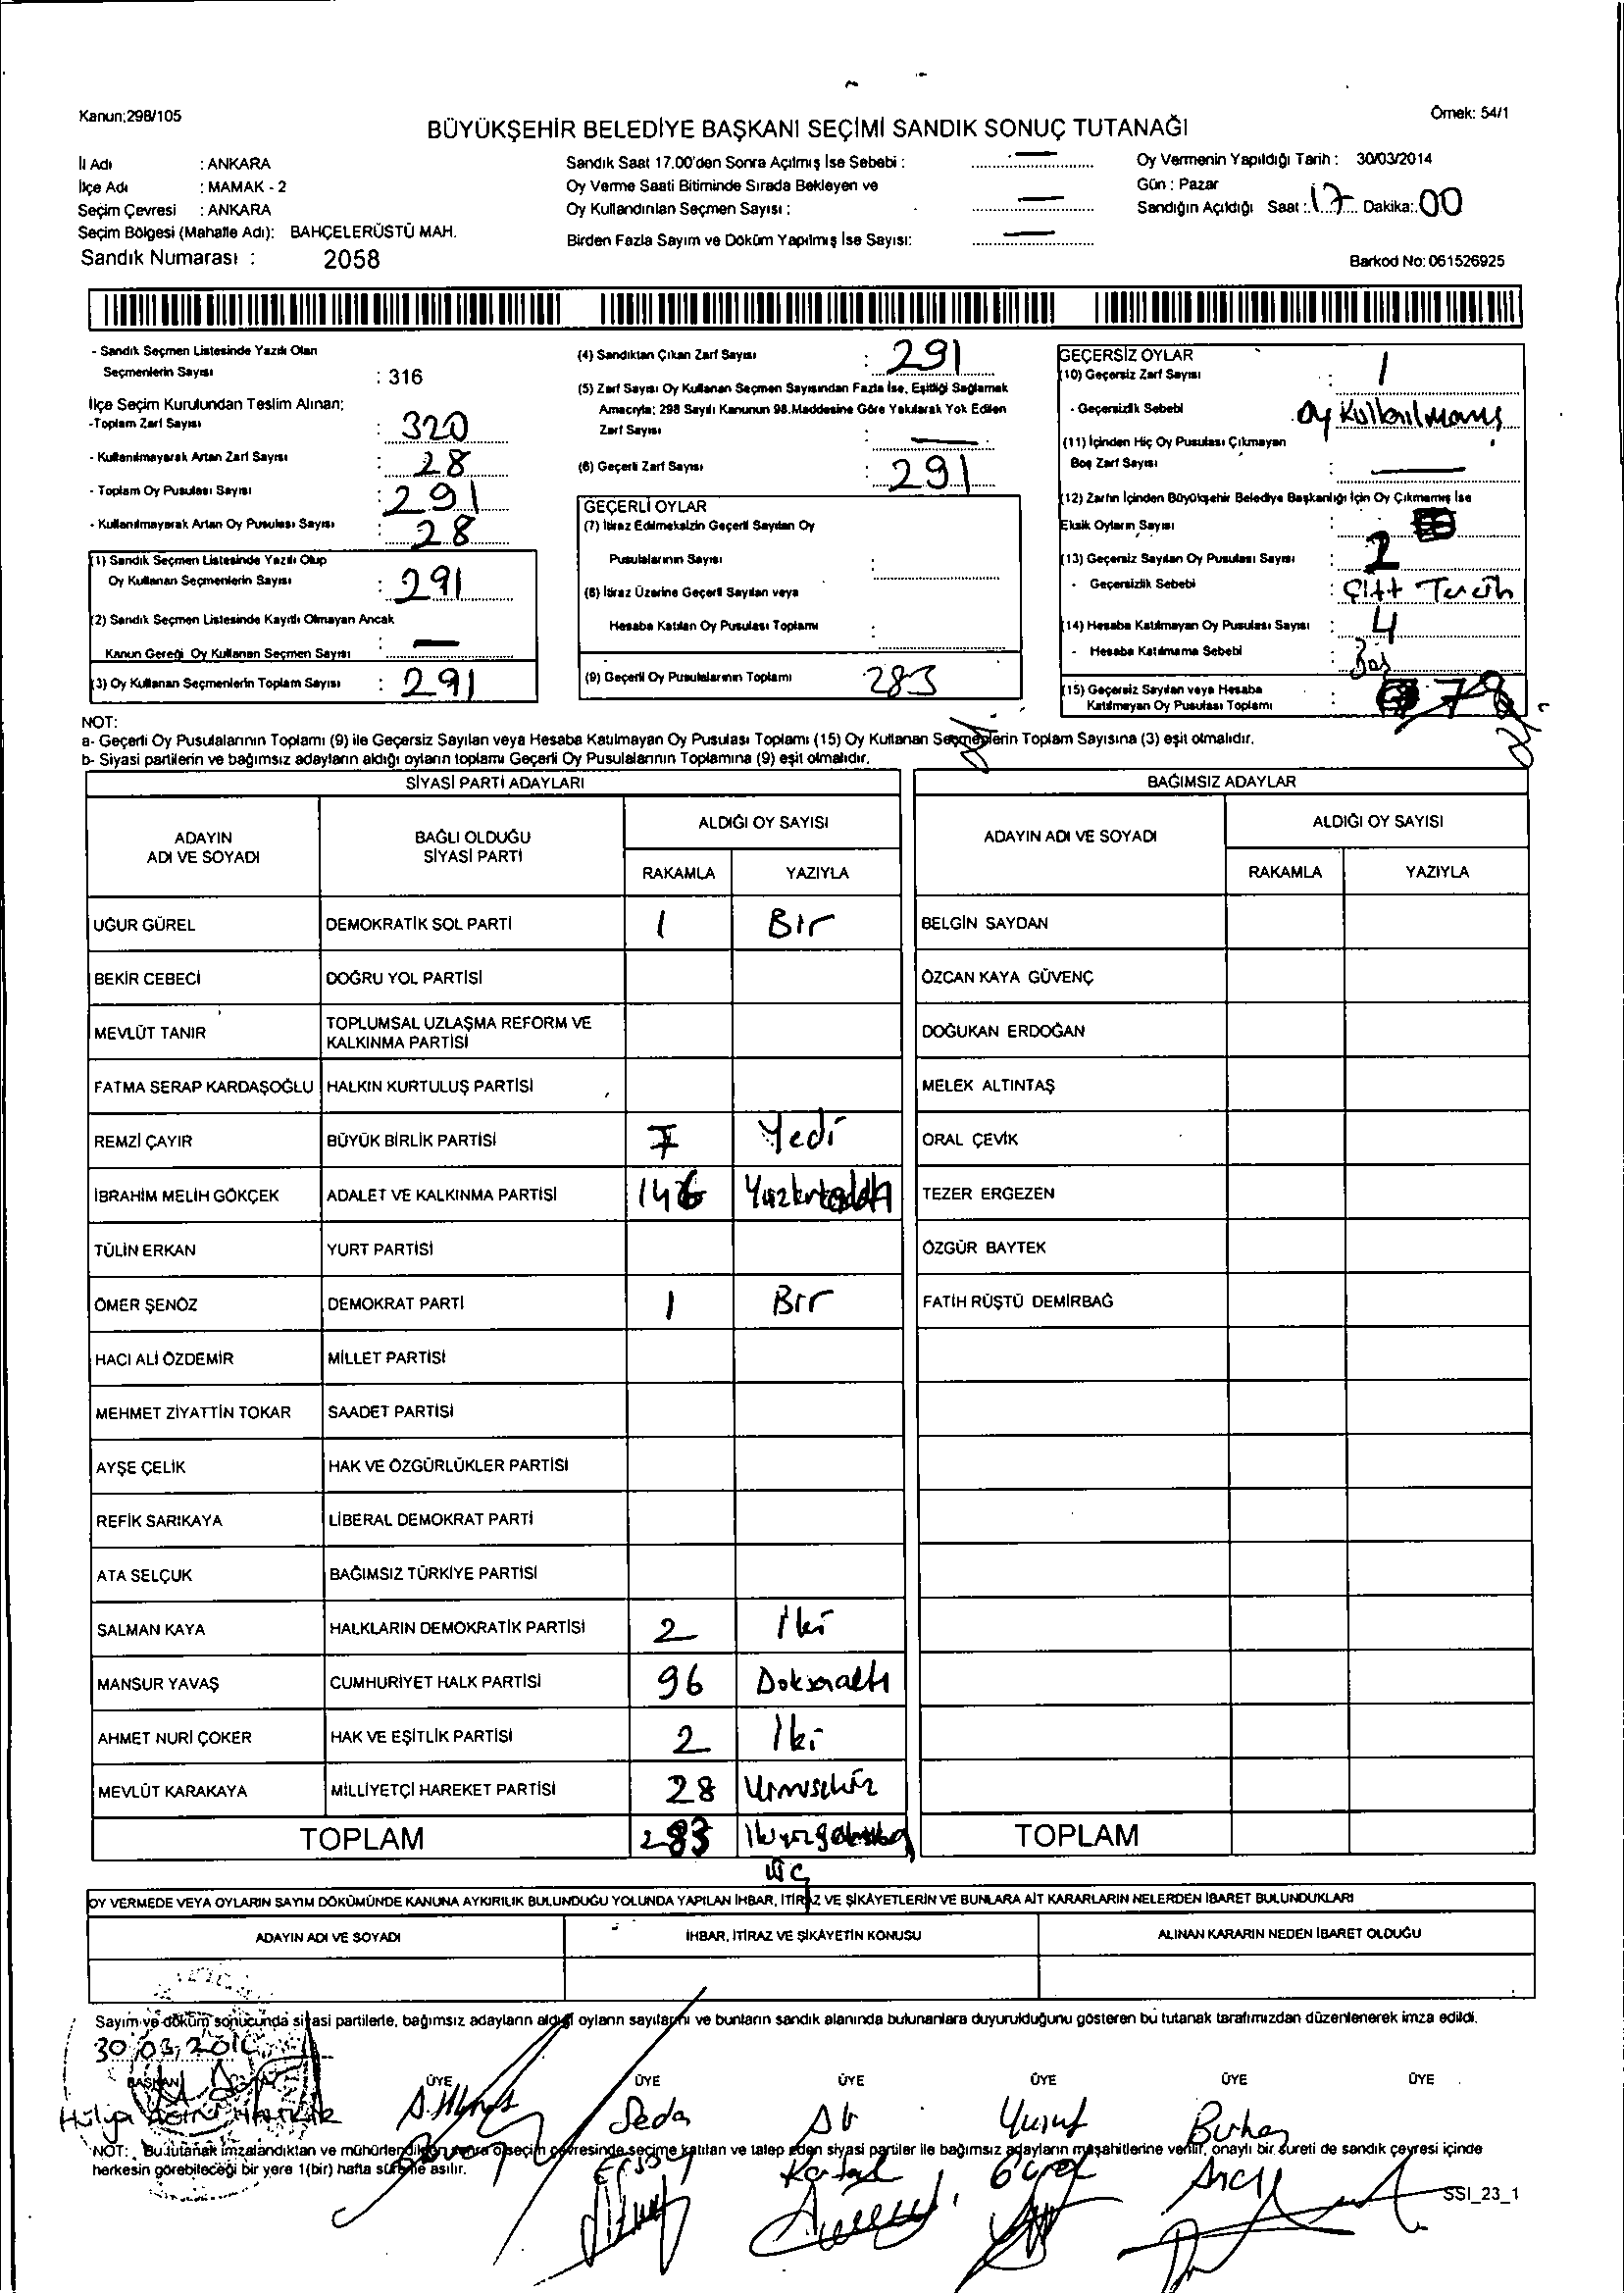 Kanun;298/105
Örnek: 54/1
BÜYÜKŞEHİR BELEDİYE BAŞKANI SEÇİMİ SANDIK SONUÇ TUTANAĞI
İl Adı : ANKARA
İlçe Adı : MAMAK - 2
Seçim Çevresi : ANKARA
Seçim Bölgesi (Mahalle Adı): BAHÇELERÜSTÜ MAH.
Sandık Numarası : 2058
Sandık Saat 17.00'den Sonra Açılmış İse Sebebi : —
Oy Verme Saati Bitiminde Sırada Bekleyen ve
Oy Kullandırılan Seçmen Sayısı : —
Birden Fazla Sayım ve Döküm Yapılmış İse Sayısı: —
Oy Vermenin Yapıldığı Tarih : 30/03/2014
Gün : Pazar
Sandığın Açıldığı Saat : 17 Dakika: 00
Barkod No: 061526925
- Sandık Seçmen Listesinde Yazılı Olan
Seçmenlerin Sayısı : 316
İlçe Seçim Kurulundan Teslim Alınan;
-Toplam Zarf Sayısı : 320
- Kullanılmayarak Artan Zarf Sayısı : 28
- Toplam Oy Pusulası Sayısı : 291
- Kullanılmayarak Artan Oy Pusulası Sayısı : 28
(1) Sandık Seçmen Listesinde Yazılı Olup
Oy Kullanan Seçmenlerin Sayısı : 291
(2) Sandık Seçmen Listesinde Kayıtlı Olmayan Ancak
Kanun Gereği Oy Kullanan Seçmen Sayısı : —
(3) Oy Kullanan Seçmenlerin Toplam Sayısı : 291
(4) Sandıktan Çıkan Zarf Sayısı : 291
(5) Zarf Sayısı Oy Kullanan Seçmen Sayısından Fazla İse, Eşitliği Sağlamak
Amacıyla; 298 Sayılı Kanunun 98.Maddesine Göre Yakılarak Yok Edilen
Zarf Sayısı : —
(6) Geçerli Zarf Sayısı : 291
GEÇERLİ OYLAR
(7) İtiraz Edilmeksizin Geçerli Sayılan Oy
Pusulalarının Sayısı :
(8) İtiraz Üzerine Geçerli Sayılan veya
Hesaba Katılan Oy Pusulası Toplamı :
(9) Geçerli Oy Pusulalarının Toplamı 283
GEÇERSİZ OYLAR
(10) Geçersiz Zarf Sayısı : 1
- Geçersizlik Sebebi : Oy Kullanılmamış
(11) İçinden Hiç Oy Pusulası Çıkmayan
Boş Zarf Sayısı : —
(12) Zarfın İçinden Büyükşehir Belediye Başkanlığı İçin Oy Çıkmamış İse
Eksik Oyların Sayısı :
(13) Geçersiz Sayılan Oy Pusulası Sayısı : 2
- Geçersizlik Sebebi : Çift Tercih
(14) Hesaba Katılmayan Oy Pusulası Sayısı : 4
- Hesaba Katılmama Sebebi : Boş
(15) Geçersiz Sayılan veya Hesaba
Katılmayan Oy Pusulası Toplamı :
NOT:
a- Geçerli Oy Pusulalarının Toplamı (9) ile Geçersiz Sayılan veya Hesaba Katılmayan Oy Pusulası Toplamı (15) Oy Kullanan Seçmenlerin Toplam Sayısına (3) eşit olmalıdır.
b- Siyasi partilerin ve bağımsız adayların aldığı oyların toplamı Geçerli Oy Pusulalarının Toplamına (9) eşit olmalıdır.
SİYASİ PARTİ ADAYLARI
ADAYIN
ADI VE SOYADI
BAĞLI OLDUĞU
SİYASİ PARTİ
ALDIĞI OY SAYISI
RAKAMLA YAZIYLA
UĞUR GÜREL DEMOKRATİK SOL PARTİ 1 Bir
BEKİR CEBECİ DOĞRU YOL PARTİSİ
MEVLÜT TANIR TOPLUMSAL UZLAŞMA REFORM VE
KALKINMA PARTİSİ
FATMA SERAP KARDAŞOĞLU HALKIN KURTULUŞ PARTİSİ
REMZİ ÇAYIR BÜYÜK BİRLİK PARTİSİ 7 Yedi
İBRAHİM MELİH GÖKÇEK ADALET VE KALKINMA PARTİSİ 146
TÜLİN ERKAN YURT PARTİSİ
ÖMER ŞENÖZ DEMOKRAT PARTİ 1 Bir
HACI ALİ ÖZDEMİR MİLLET PARTİSİ
MEHMET ZİYATTİN TOKAR SAADET PARTİSİ
AYŞE ÇELİK HAK VE ÖZGÜRLÜKLER PARTİSİ
REFİK SARIKAYA LİBERAL DEMOKRAT PARTİ
ATA SELÇUK BAĞIMSIZ TÜRKİYE PARTİSİ
SALMAN KAYA HALKLARIN DEMOKRATİK PARTİSİ 2 İki
MANSUR YAVAŞ CUMHURİYET HALK PARTİSİ 96 Doksanaltı
AHMET NURİ ÇOKER HAK VE EŞİTLİK PARTİSİ 2 İki
MEVLÜT KARAKAYA MİLLİYETÇİ HAREKET PARTİSİ 28 Yirmisekiz
TOPLAM 283
üç
BAĞIMSIZ ADAYLAR
ADAYIN ADI VE SOYADI
ALDIĞI OY SAYISI
RAKAMLA YAZIYLA
BELGİN SAYDAN
ÖZCAN KAYA GÜVENÇ
DOĞUKAN ERDOĞAN
MELEK ALTINTAŞ
ORAL ÇEVİK
TEZER ERGEZEN
ÖZGÜR BAYTEK
FATİH RÜŞTÜ DEMİRBAĞ
TOPLAM
OY VERMEDE VEYA OYLARIN SAYIM DÖKÜMÜNDE KANUNA AYKIRILIK BULUNDUĞU YOLUNDA YAPILAN İHBAR, İTİRAZ VE ŞİKAYETLERİN VE BUNLARA AİT KARARLARIN NELERDEN İBARET BULUNDUKLARI
ADAYIN ADI VE SOYADI İHBAR, İTİRAZ VE ŞİKAYETİN KONUSU ALINAN KARARIN NEDEN İBARET OLDUĞU
Sayım ve döküm sonucunda siyasi partilerle, bağımsız adayların aldığı oyların sayılarını ve bunların sandık alanında bulunanlara duyurulduğunu gösteren bu tutanak tarafımızdan düzenlenerek imza edildi.
30.03.2014
BAŞKAN ÜYE ÜYE ÜYE ÜYE ÜYE ÜYE
Hülya Seda Yusuf Burhan
NOT: Bu tutanak imzalandıktan ve mühürlendikten sonra o seçim çevresinde seçime katılan ve talep eden siyasi partiler ile bağımsız adayların müşahitlerine verilir, onaylı bir sureti de sandık çevresi içinde
herkesin görebileceği bir yere 1(bir) hafta süreyle asılır.
SSI_23_1